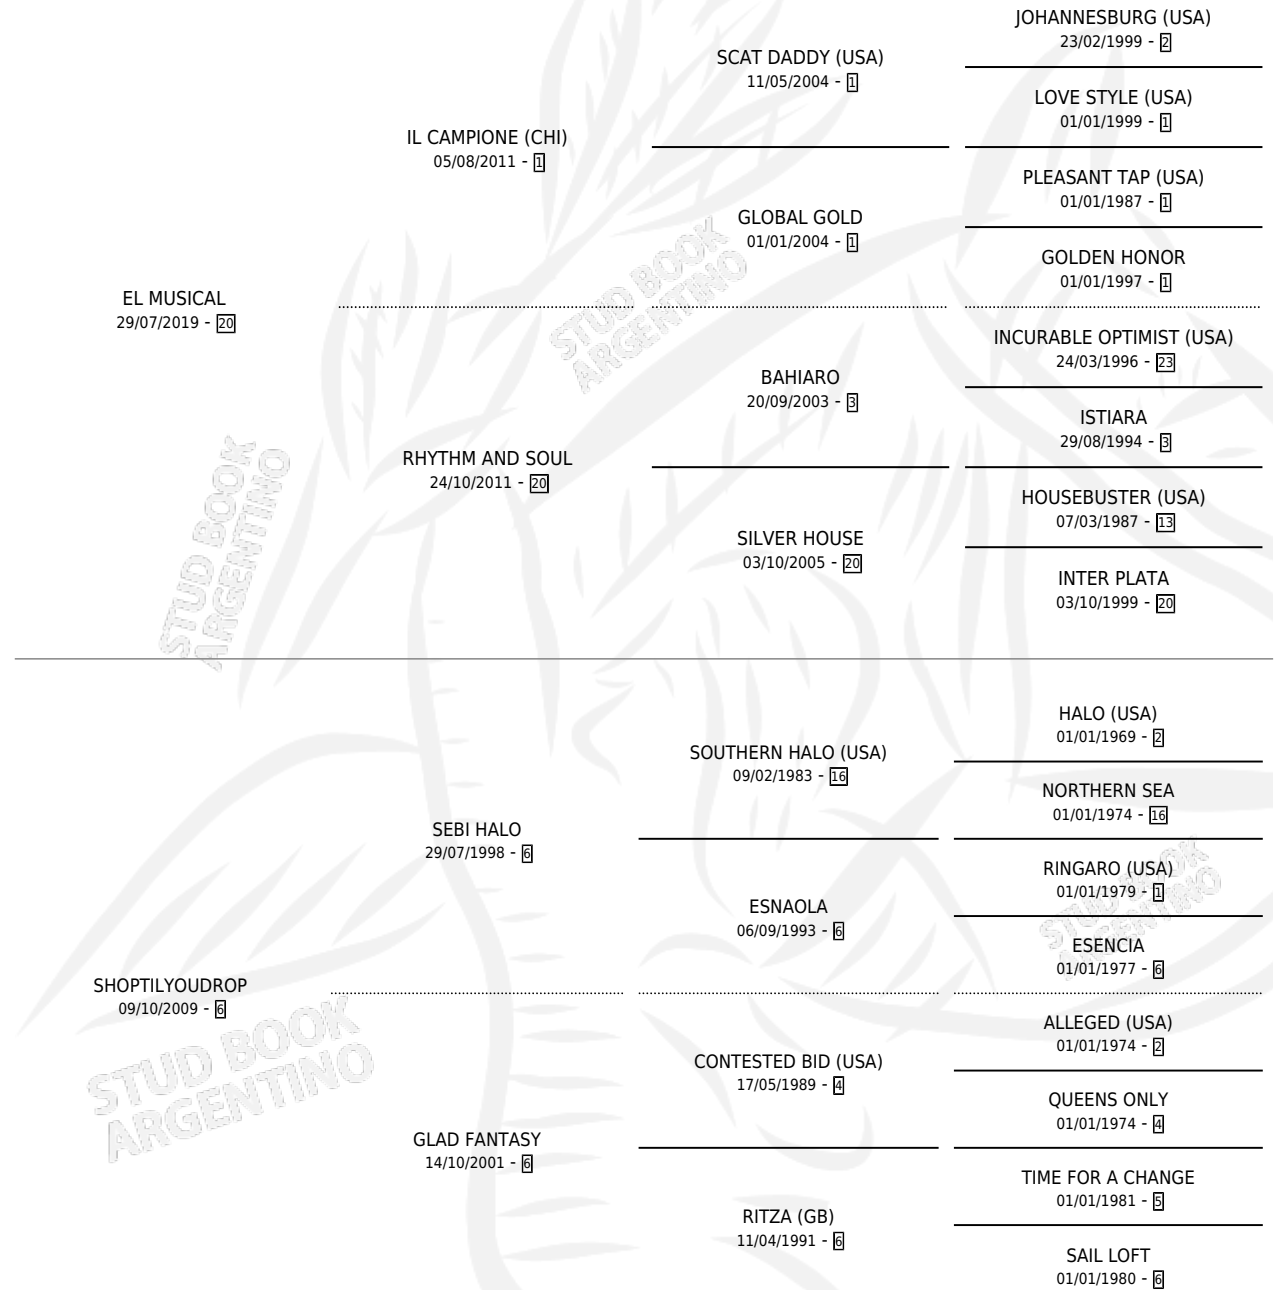 JOHANNESBURG (USA)
23/02/1999 - 2
SCAT DADDY (USA)
11/05/2004 - 1
LOVE STYLE (USA)
01/01/1999 - 1
IL CAMPIONE (CHI)
05/08/2011 - 1
PLEASANT TAP (USA)
01/01/1987 - 1
GLOBAL GOLD
01/01/2004 - 1
GOLDEN HONOR
01/01/1997 - 1
EL MUSICAL
29/07/2019 - 20
STUD BOOK
ARGENTINO
INCURABLE OPTIMIST (USA)
24/03/1996 - 23
BAHIARO
20/09/2003 - 3
ISTIARA
29/08/1994 - 3
RHYTHM AND SOUL
24/10/2011 - 20
HOUSEBUSTER (USA)
07/03/1987 - 13
SILVER HOUSE
03/10/2005 - 20
INTER PLATA
03/10/1999 - 20
STUD BOOK
ARGENTINO
HALO (USA)
01/01/1969 - 2
SOUTHERN HALO (USA)
09/02/1983 - 16
NORTHERN SEA
01/01/1974 - 16
SEBI HALO
29/07/1998 - 6
RINGARO (USA)
01/01/1979 - 1
ESNAOLA
06/09/1993 - 6
ESENCIA
01/01/1977 - 6
STUD BOOK
ARGENTINO
SHOPTILYOUDROP
09/10/2009 - 6
ALLEGED (USA)
01/01/1974 - 2
CONTESTED BID (USA)
17/05/1989 - 4
QUEENS ONLY
01/01/1974 - 4
STUD BOOK
ARGENTINO
GLAD FANTASY
14/10/2001 - 6
TIME FOR A CHANGE
01/01/1981 - 5
RITZA (GB)
11/04/1991 - 6
SAIL LOFT
01/01/1980 - 6